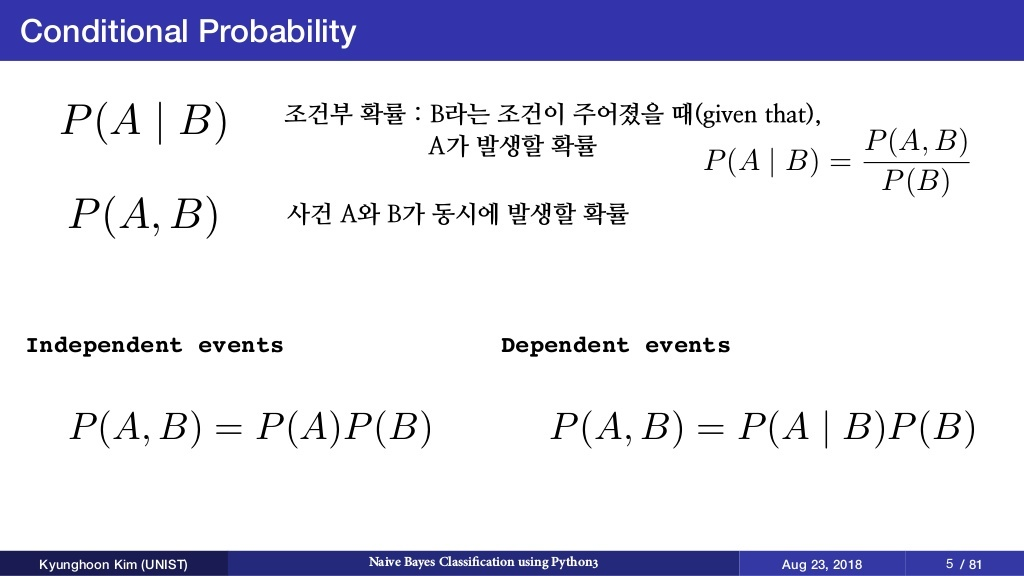 Conditional Probability
P(A | B)
조건부 확률 : B라는 조건이 주어졌을 때(given that),
A가 발생할 확률
P(A | B) = P(A, B) / P(B)
P(A, B)
사건 A와 B가 동시에 발생할 확률
Independent events
Dependent events
P(A, B) = P(A)P(B)
P(A, B) = P(A | B)P(B)
Kyunghoon Kim (UNIST)
Naive Bayes Classification using Python3
Aug 23, 2018
5 / 81